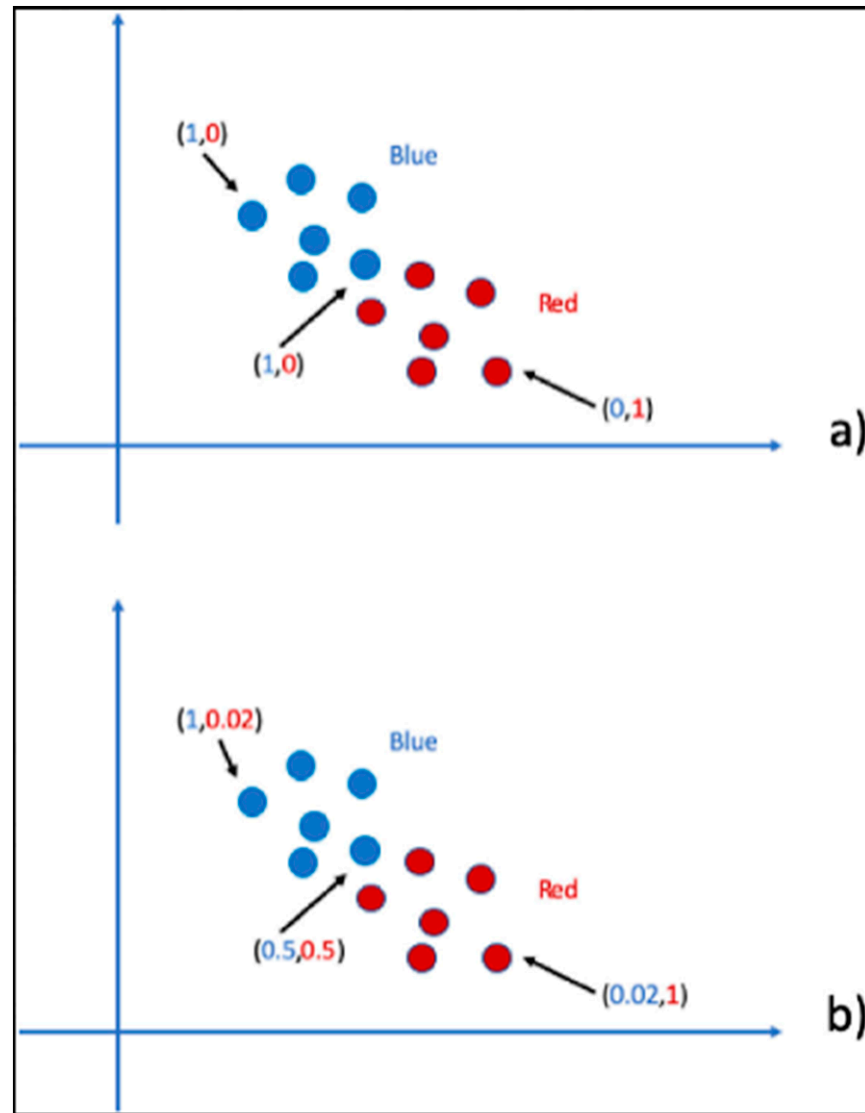 (1,0)
Blue
Red
(1,0)
(0,1)
a)
(1,0.02)
Blue
Red
(0.5,0.5)
(0.02,1)
b)